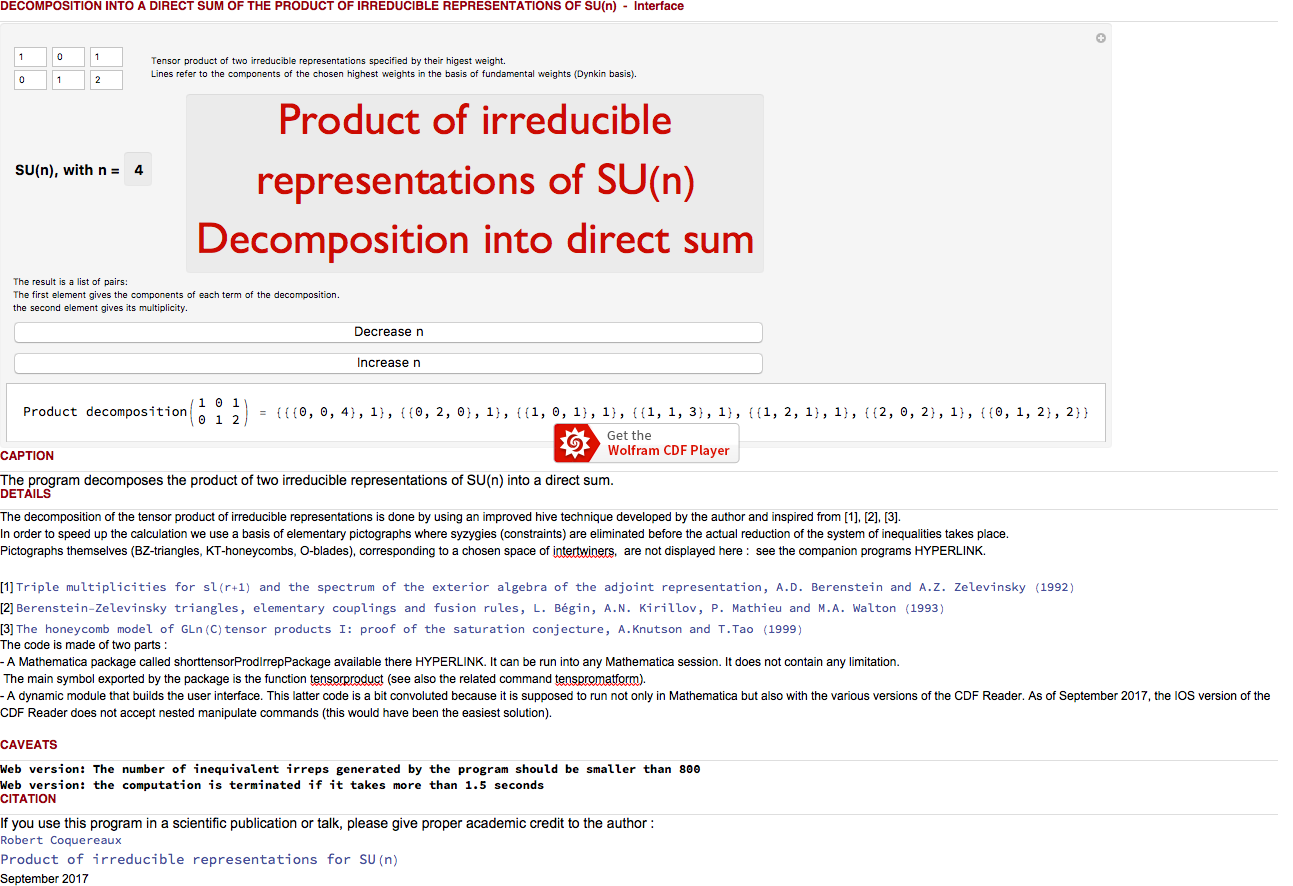 DECOMPOSITION INTO A DIRECT SUM OF THE PRODUCT OF IRREDUCIBLE REPRESENTATIONS OF SU(n) - Interface
1 0 1
0 1 2
Tensor product of two irreducible representations specified by their higest weight.
Lines refer to the components of the chosen highest weights in the basis of fundamental weights (Dynkin basis).
SU(n), with n = 4
Product of irreducible
representations of SU(n)
Decomposition into direct sum
The result is a list of pairs:
The first element gives the components of each term of the decomposition.
the second element gives its multiplicity.
Decrease n
Increase n
Product decomposition(1 0 1
0 1 2) = {{{0, 0, 4}, 1}, {{0, 2, 0}, 1}, {{1, 0, 1}, 1}, {{1, 1, 3}, 1}, {{1, 2, 1}, 1}, {{2, 0, 2}, 1}, {{0, 1, 2}, 2}}
Get the
Wolfram CDF Player
CAPTION
The program decomposes the product of two irreducible representations of SU(n) into a direct sum.
DETAILS
The decomposition of the tensor product of irreducible representations is done by using an improved hive technique developed by the author and inspired from [1], [2], [3].
In order to speed up the calculation we use a basis of elementary pictographs where syzygies (constraints) are eliminated before the actual reduction of the system of inequalities takes place.
Pictographs themselves (BZ-triangles, KT-honeycombs, O-blades), corresponding to a chosen space of intertwiners, are not displayed here : see the companion programs HYPERLINK.
[1] Triple multiplicities for sl(r+1) and the spectrum of the exterior algebra of the adjoint representation, A.D. Berenstein and A.Z. Zelevinsky (1992)
[2] Berenstein-Zelevinsky triangles, elementary couplings and fusion rules, L. Bégin, A.N. Kirillov, P. Mathieu and M.A. Walton (1993)
[3] The honeycomb model of GLn(C)tensor products I: proof of the saturation conjecture, A.Knutson and T.Tao (1999)
The code is made of two parts :
- A Mathematica package called shorttensorProdIrrepPackage available there HYPERLINK. It can be run into any Mathematica session. It does not contain any limitation.
The main symbol exported by the package is the function tensorproduct (see also the related command tenspromatform).
- A dynamic module that builds the user interface. This latter code is a bit convoluted because it is supposed to run not only in Mathematica but also with the various versions of the CDF Reader. As of September 2017, the IOS version of the
CDF Reader does not accept nested manipulate commands (this would have been the easiest solution).
CAVEATS
Web version: The number of inequivalent irreps generated by the program should be smaller than 800
Web version: the computation is terminated if it takes more than 1.5 seconds
CITATION
If you use this program in a scientific publication or talk, please give proper academic credit to the author :
Robert Coquereaux
Product of irreducible representations for SU(n)
September 2017